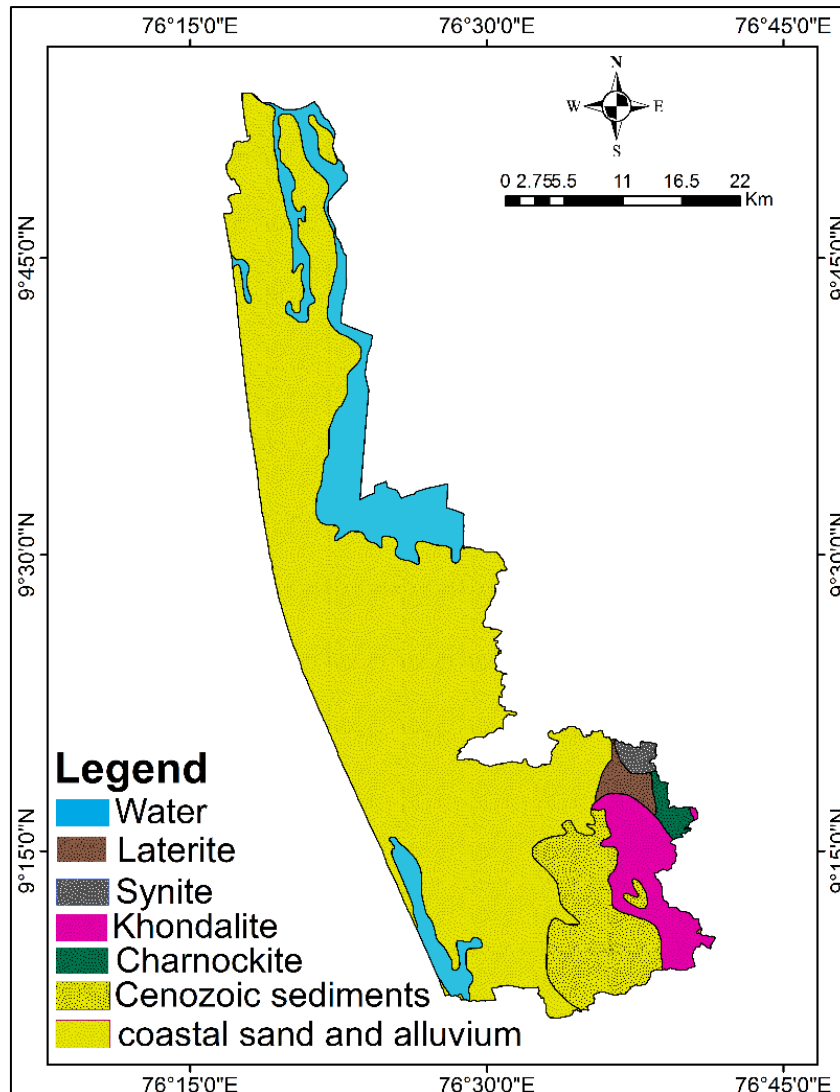 76°15'0"E 76°30'0"E 76°45'0"E
N
W E
S
0 2.755.5 11 16.5 22
Km
9°45'0"N 9°45'0"N
9°30'0"N 9°30'0"N
Legend
Water
Laterite
Synite
Khondalite
Charnockite
Cenozoic sediments
coastal sand and alluvium
9°15'0"N 9°15'0"N
76°15'0"E 76°30'0"E 76°45'0"E